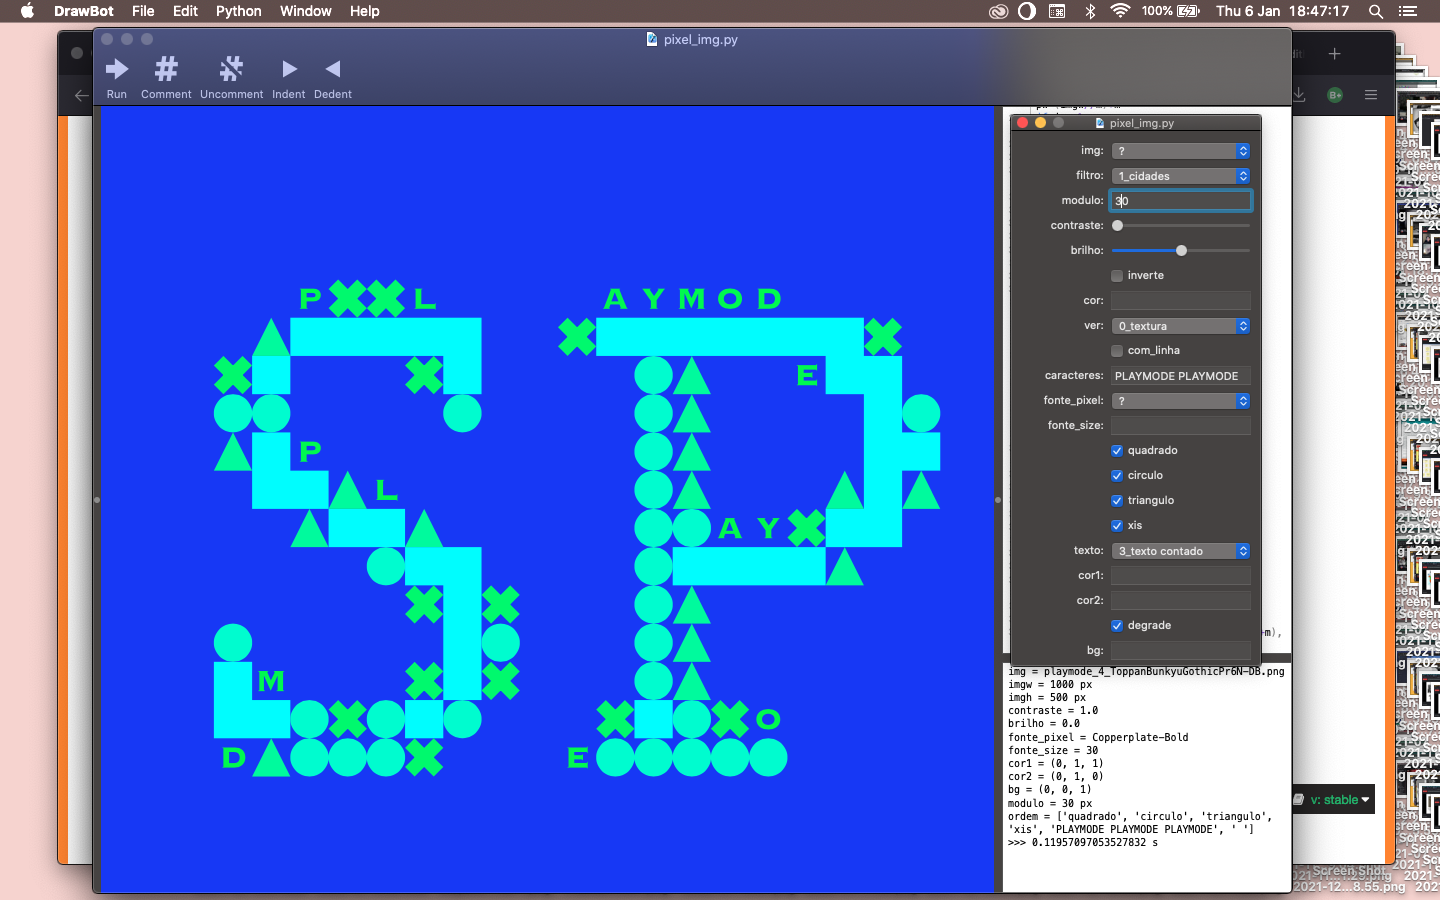 DrawBot File Edit Python Window Help 100% Thu 6 Jan 18:47:17
pixel_img.py
Run Comment Uncomment Indent Dedent
P L A Y M O D
E
P
L
A Y
M
O
D E
pixel_img.py
img: ?
filtro: 1_cidades
modulo: 30
contraste:
brilho:
inverte
cor:
ver: 0_textura
com_linha
caracteres: PLAYMODE PLAYMODE
fonte_pixel: ?
fonte_size:
quadrado
circulo
triangulo
xis
texto: 3_texto contado
cor1:
cor2:
degrade
bg:
+m),
img = playmode_4_ToppanBunkyuGothicPr6N-DB.png
imgw = 1000 px
imgh = 500 px
contraste = 1.0
brilho = 0.0
fonte_pixel = Copperplate-Bold
fonte_size = 30
cor1 = (0, 1, 1)
cor2 = (0, 1, 0)
bg = (0, 0, 1)
modulo = 30 px
ordem = ['quadrado', 'circulo', 'triangulo',
'xis', 'PLAYMODE PLAYMODE PLAYMODE', ' ']
>>> 0.11957097053527832 s
B+
v: stable
Screen Shot
2021-12...8.55.png